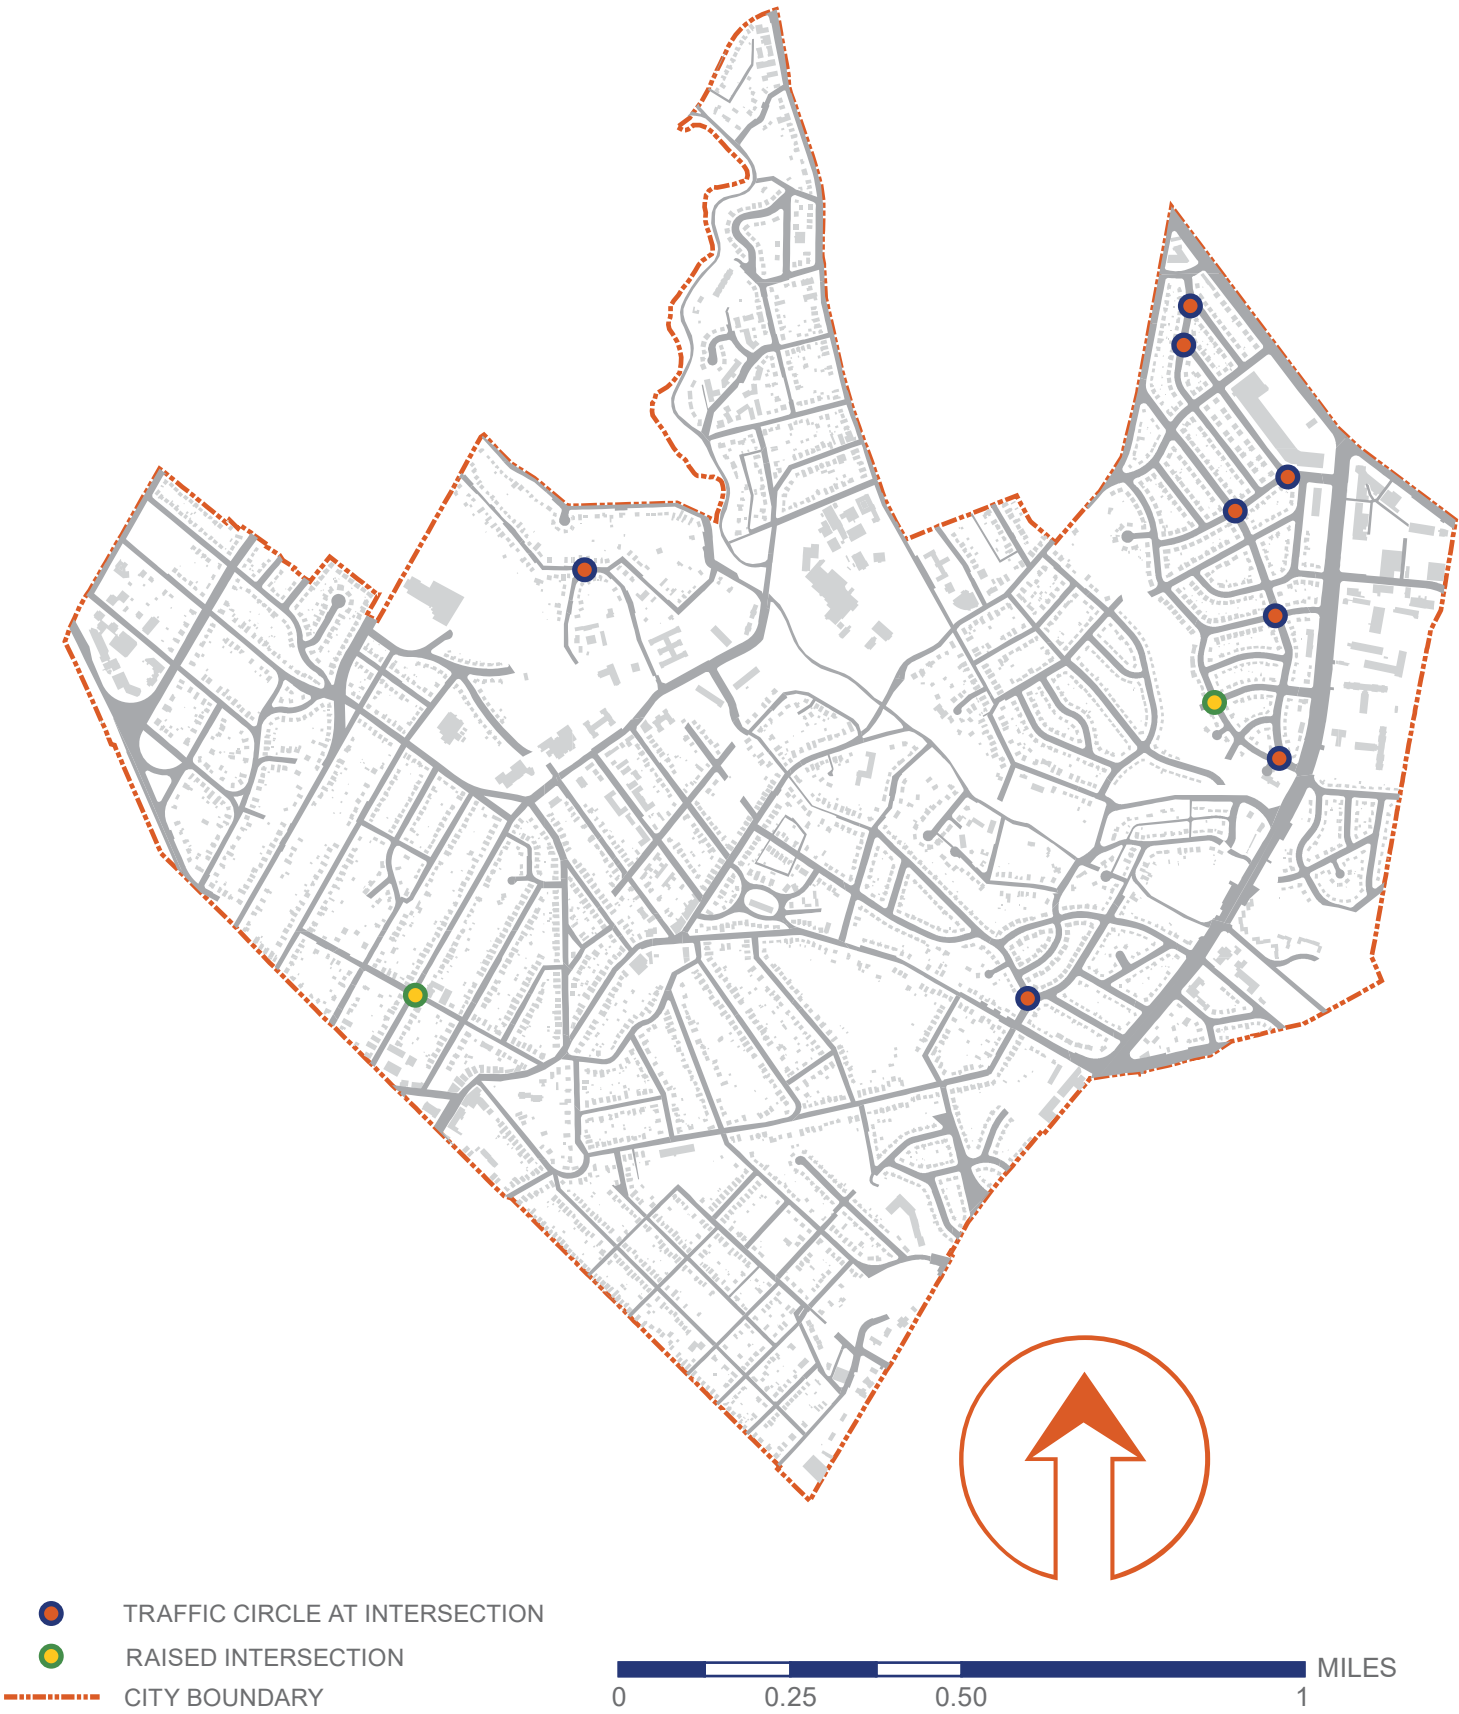 TRAFFIC CIRCLE AT INTERSECTION
RAISED INTERSECTION
CITY BOUNDARY
MILES
0 0.25 0.50 1